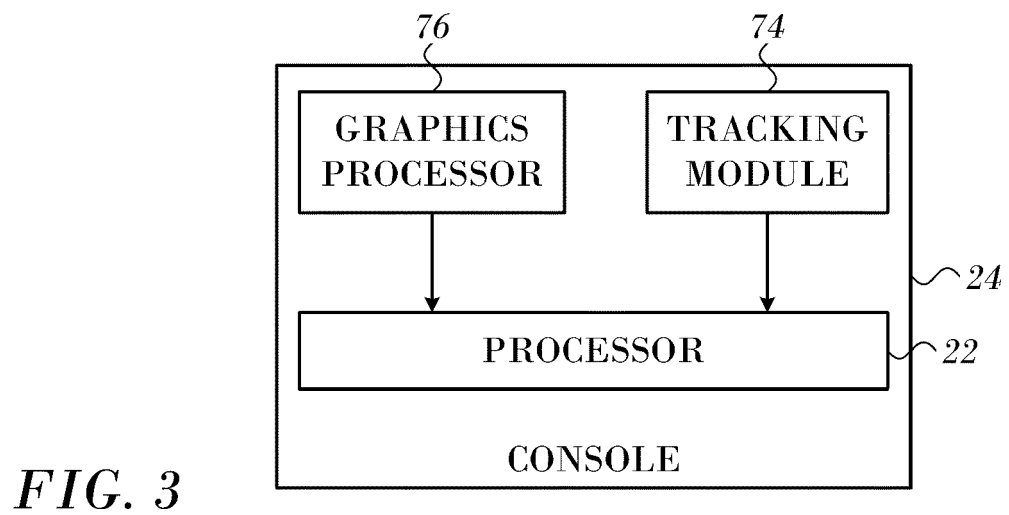 76
74
GRAPHICS
PROCESSOR
TRACKING
MODULE
24
PROCESSOR
22
CONSOLE
FIG. 3